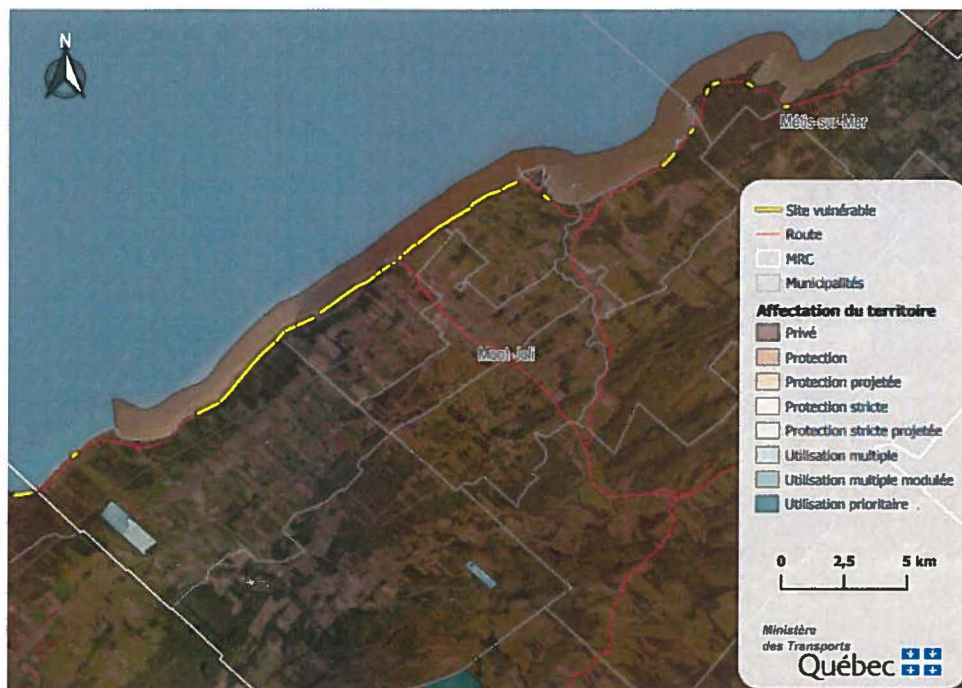 N
Métis-sur-Mer
Mont-Joli
Site vulnérable
Route
MRC
Municipalités
Affectation du territoire
Privé
Protection
Protection projetée
Protection stricte
Protection stricte projetée
Utilisation multiple
Utilisation multiple modulée
Utilisation prioritaire
0 2,5 5 km
Ministère
des Transports
Québec